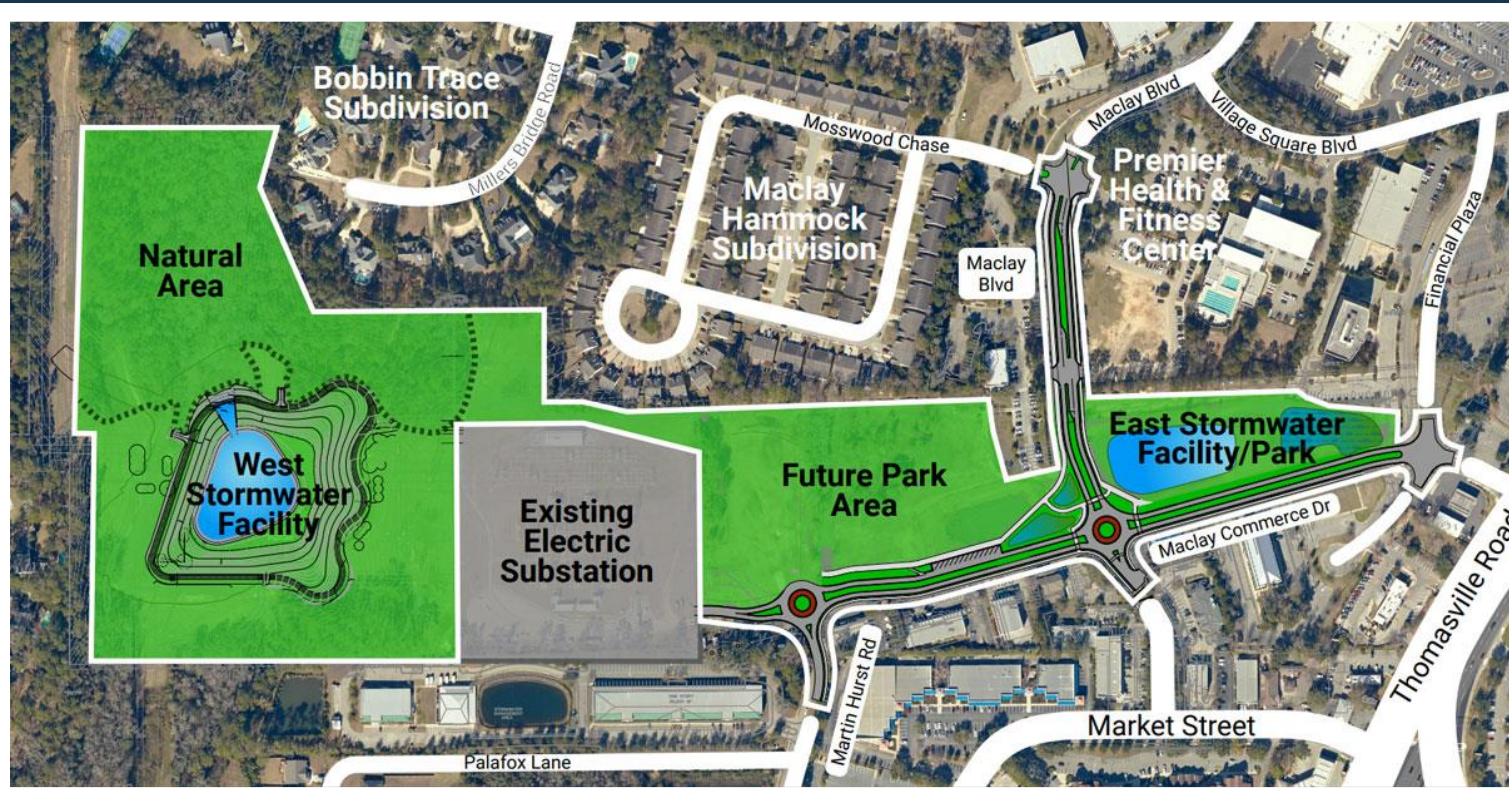 Bobbin Trace
Subdivision
Millers Bridge Road
Mosswood Chase
Maclay Blvd
Village Square Blvd
Natural
Area
Maclay
Hammock
Subdivision
Premier
Health &
Fitness
Center
Maclay
Blvd
Financial Plaza
West
Stormwater
Facility
Existing
Electric
Substation
Future Park
Area
East Stormwater
Facility/Park
Maclay Commerce Dr
Thomasville Road
Martin Hurst Rd
Market Street
Palafox Lane